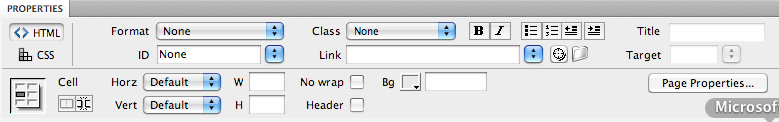 PROPERTIES
<> HTML Format None Class None B I Title
CSS ID None Link Target
Cell Horz Default W No wrap Bg Page Properties...
Vert Default H Header
Microsof